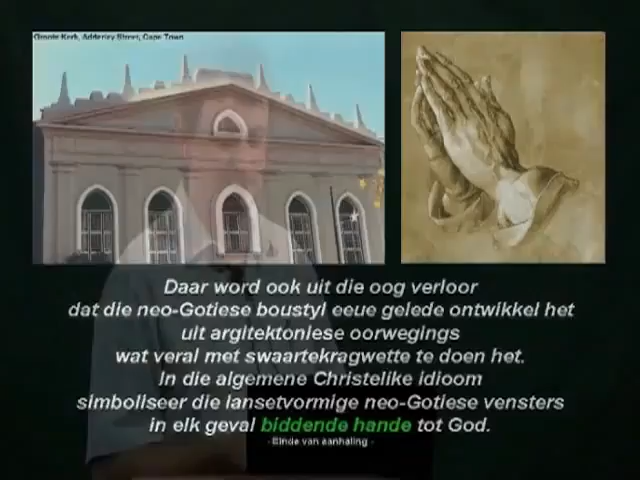 Groote Kerk, Adderley Street, Cape Town
Daar word ook uit die oog verloor
dat die neo-Gotiese boustyl eeue gelede ontwikkel het
uit argitektoniese oorwegings
wat veral met swaartekragwette te doen het.
In die algemene Christelike idioom
simboliseer die lansetvormige neo-Gotiese vensters
in elk geval biddende hande tot God.
- Einde van aanhaling -